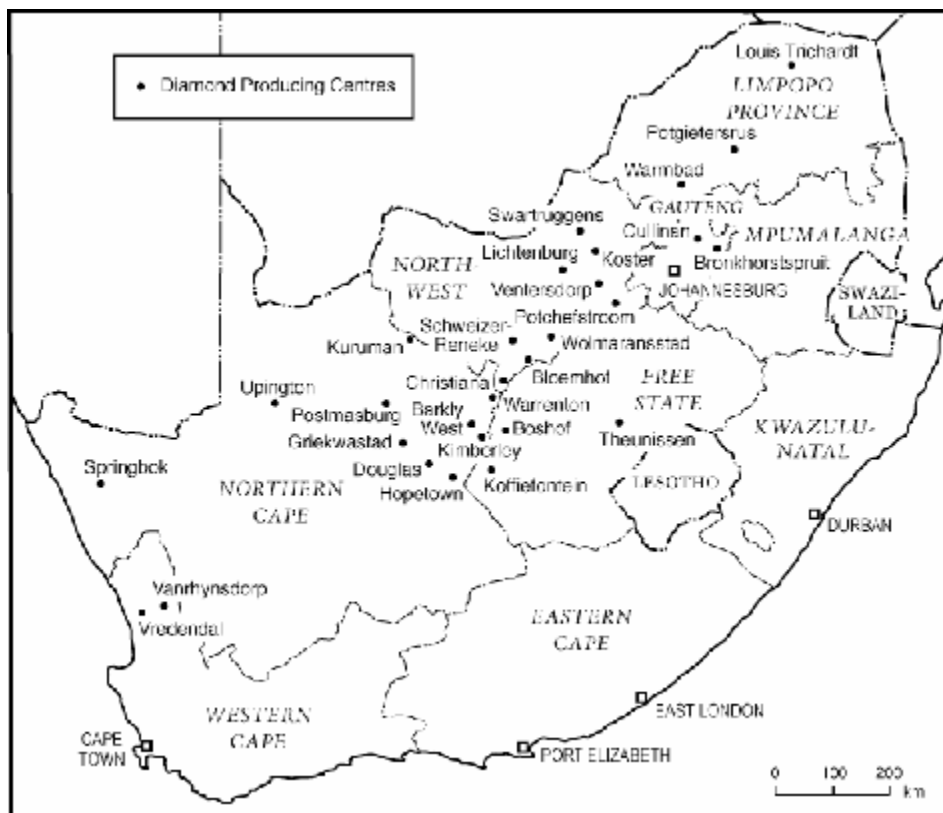 Diamond Producing Centres
Louis Trichardt
LIMPOPO
PROVINCE
Potgietersrus
Warmbad
GAUTENG
Swartruggens
Cullinan
MPUMALANGA
Lichtenburg
Koster
Bronkhorstspruit
NORTH-
WEST
Ventersdorp
JOHANNESBURG
SWAZI-
LAND
Potchefstroom
Schweizer-
Reneke
Wolmaransstad
Kuruman
Bloemhof
Christiana
FREE
STATE
Upington
Postmasburg
Warrenton
Barkly
West
Boshof
Theunissen
KWAZULU-
NATAL
Griekwastad
Kimberley
Springbok
Douglas
Hopetown
Koffiefontein
LESOTHO
NORTHERN
CAPE
DURBAN
Vanrhynsdorp
Vredendal
EASTERN
CAPE
WESTERN
CAPE
EAST LONDON
CAPE
TOWN
PORT ELIZABETH
0 100 200
km